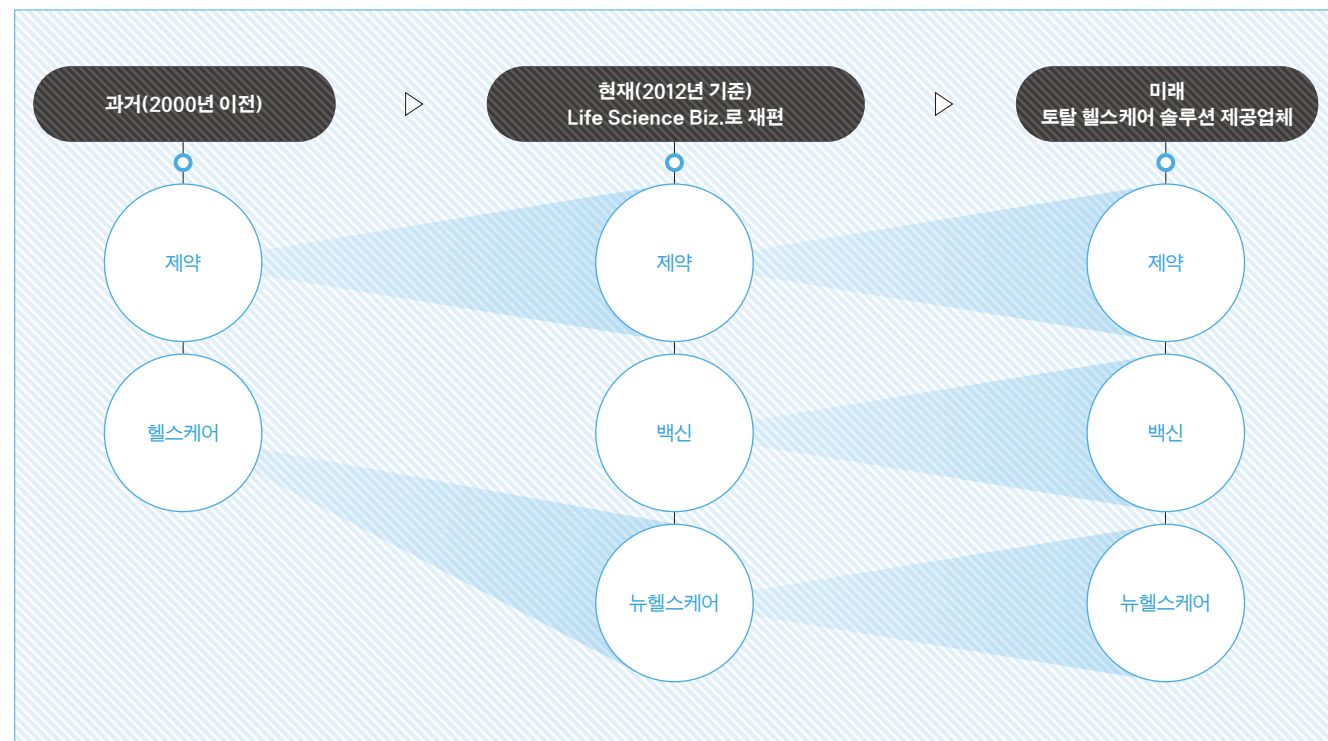 과거(2000년 이전)
현재(2012년 기준)
Life Science Biz.로 재편
미래
토탈 헬스케어 솔루션 제공업체
제약
제약
제약
헬스케어
백신
백신
뉴헬스케어
뉴헬스케어